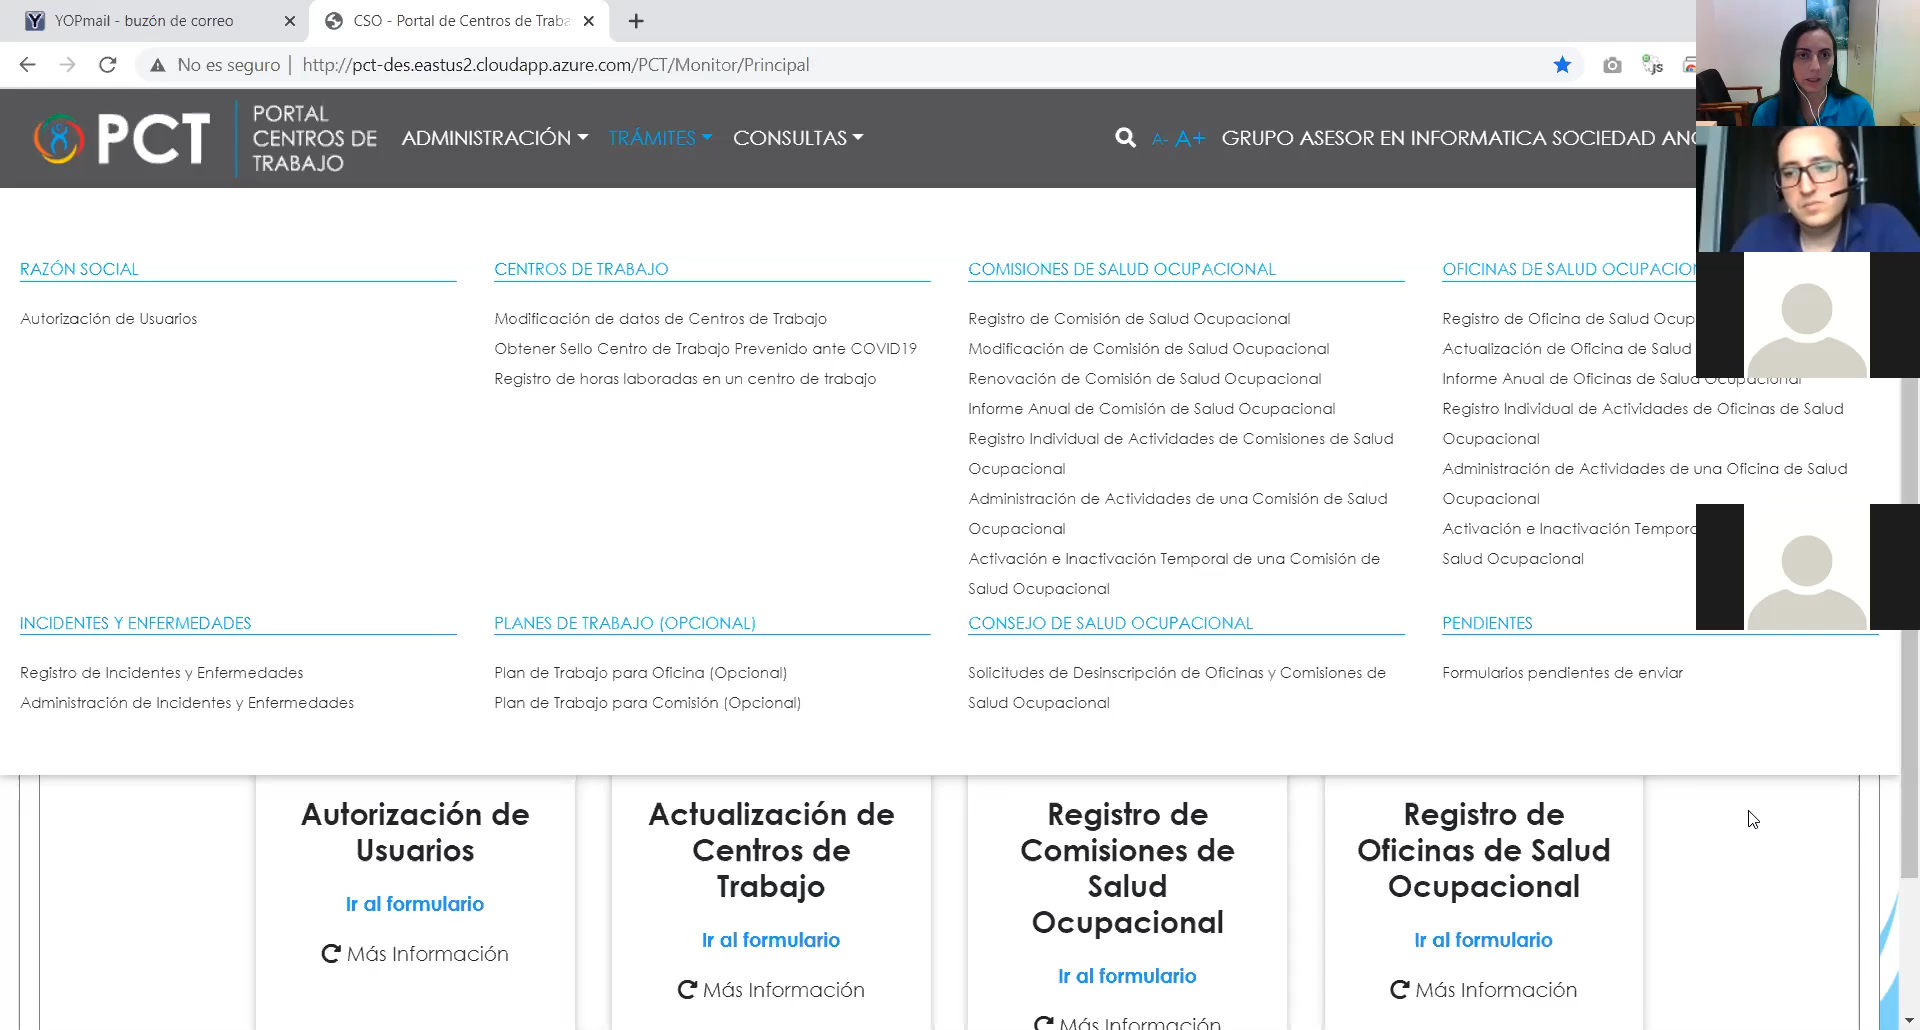 YOPmail - buzón de correo
CSO - Portal de Centros de Traba
No es seguro | http://pct-des.eastus2.cloudapp.azure.com/PCT/Monitor/Principal
JS
PCT
PORTAL
CENTROS DE
TRABAJO
ADMINISTRACIÓN
TRÁMITES
CONSULTAS
A- A+
GRUPO ASESOR EN INFORMATICA SOCIEDAD ANO
RAZÓN SOCIAL
Autorización de Usuarios
CENTROS DE TRABAJO
Modificación de datos de Centros de Trabajo
Obtener Sello Centro de Trabajo Prevenido ante COVID19
Registro de horas laboradas en un centro de trabajo
COMISIONES DE SALUD OCUPACIONAL
Registro de Comisión de Salud Ocupacional
Modificación de Comisión de Salud Ocupacional
Renovación de Comisión de Salud Ocupacional
Informe Anual de Comisión de Salud Ocupacional
Registro Individual de Actividades de Comisiones de Salud
Ocupacional
Administración de Actividades de una Comisión de Salud
Ocupacional
Activación e Inactivación Temporal de una Comisión de
Salud Ocupacional
OFICINAS DE SALUD OCUPACION
Registro de Oficina de Salud Ocup
Actualización de Oficina de Salud
Informe Anual de Oficinas de Salud Ocupacional
Registro Individual de Actividades de Oficinas de Salud
Ocupacional
Administración de Actividades de una Oficina de Salud
Ocupacional
Activación e Inactivación Tempora
Salud Ocupacional
INCIDENTES Y ENFERMEDADES
Registro de Incidentes y Enfermedades
Administración de Incidentes y Enfermedades
PLANES DE TRABAJO (OPCIONAL)
Plan de Trabajo para Oficina (Opcional)
Plan de Trabajo para Comisión (Opcional)
CONSEJO DE SALUD OCUPACIONAL
Solicitudes de Desinscripción de Oficinas y Comisiones de
Salud Ocupacional
PENDIENTES
Formularios pendientes de enviar
Autorización de
Usuarios
Ir al formulario
Más Información
Actualización de
Centros de
Trabajo
Ir al formulario
Más Información
Registro de
Comisiones de
Salud
Ocupacional
Ir al formulario
Más Información
Registro de
Oficinas de Salud
Ocupacional
Ir al formulario
Más Información